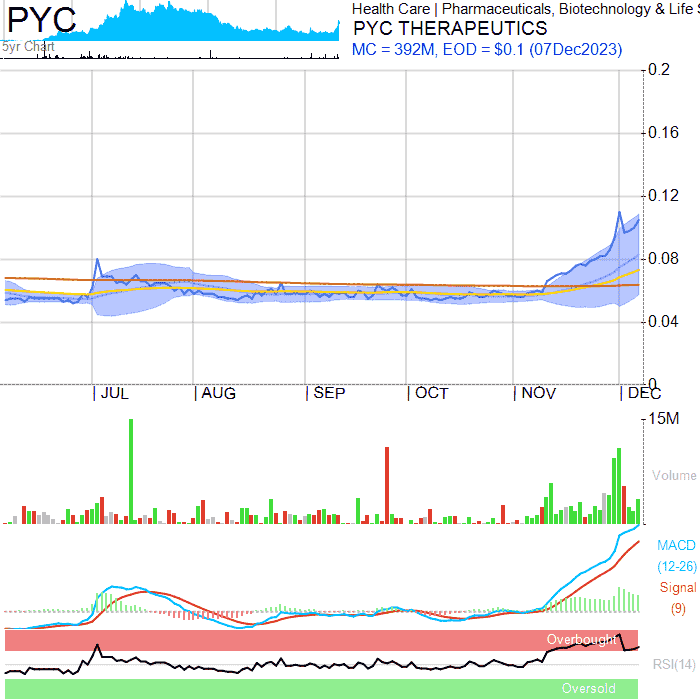 PYC
5yr Chart
Health Care | Pharmaceuticals, Biotechnology & Life S
PYC THERAPEUTICS
MC = 392M, EOD = $0.1 (07Dec2023)
0.2
0.16
0.12
0.08
0.04
0
JUL AUG SEP OCT NOV DEC
15M
Volume
MACD
(12-26)
Signal
(9)
Overbought
RSI(14)
Oversold